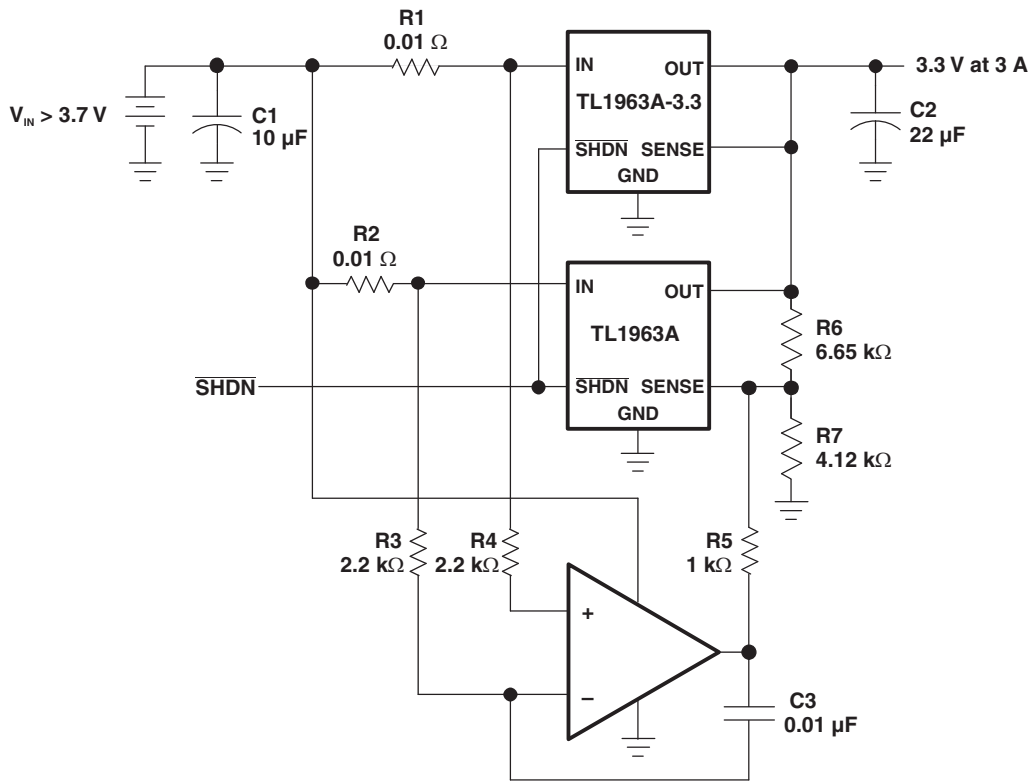 R1
0.01 Ω
IN
OUT
3.3 V at 3 A
TL1963A-3.3
V_IN > 3.7 V
C1
10 µF
C2
22 µF
SHDN SENSE
GND
R2
0.01 Ω
IN
OUT
TL1963A
R6
6.65 kΩ
SHDN
SHDN SENSE
GND
R7
4.12 kΩ
R3
2.2 kΩ
R4
2.2 kΩ
R5
1 kΩ
+
−
C3
0.01 µF